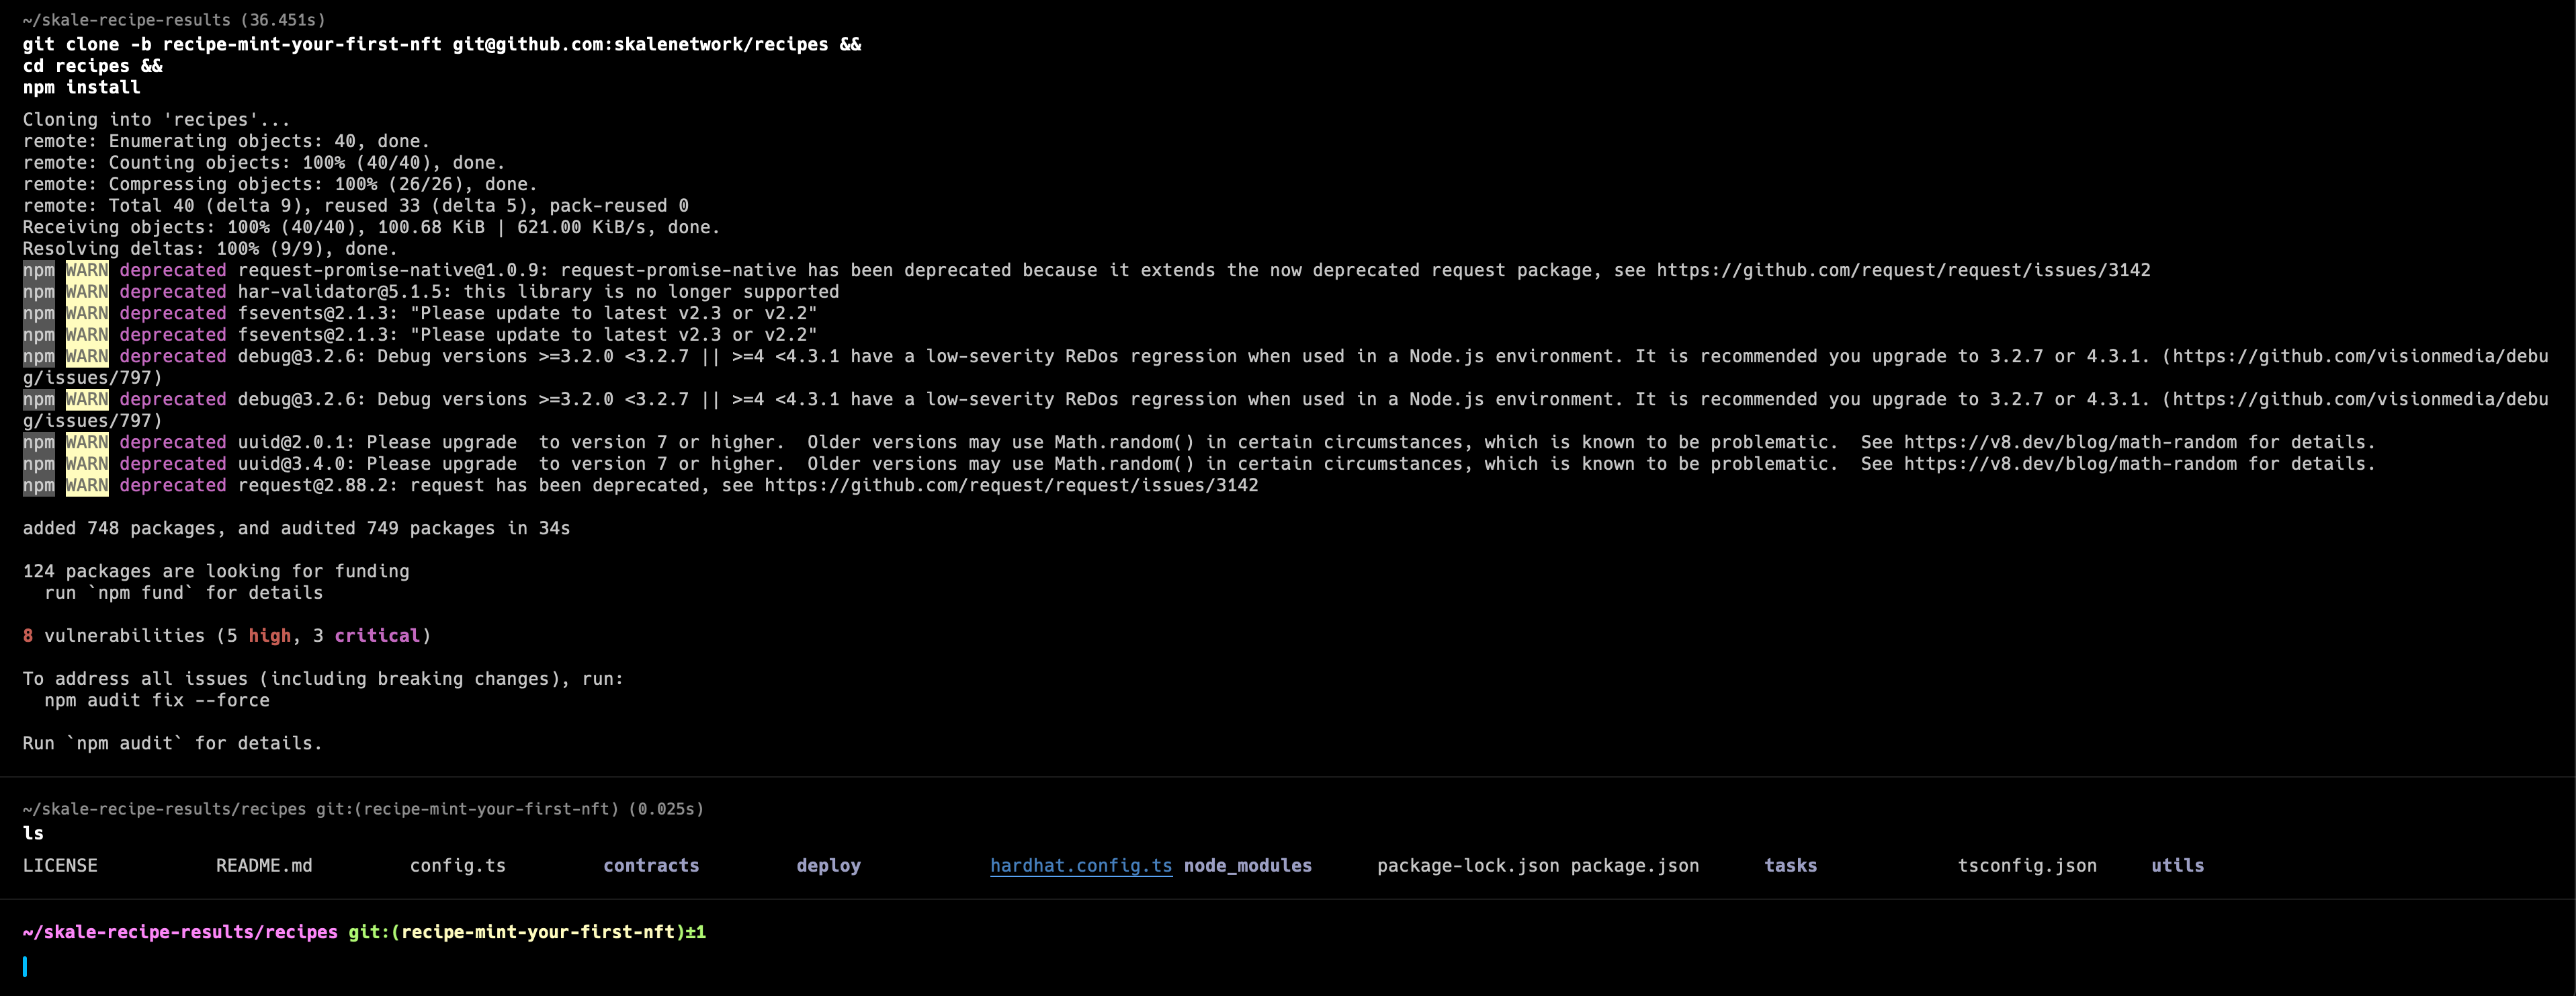 ~/skale-recipe-results (36.451s)
git clone -b recipe-mint-your-first-nft git@github.com:skalenetwork/recipes &&
cd recipes &&
npm install
Cloning into 'recipes'...
remote: Enumerating objects: 40, done.
remote: Counting objects: 100% (40/40), done.
remote: Compressing objects: 100% (26/26), done.
remote: Total 40 (delta 9), reused 33 (delta 5), pack-reused 0
Receiving objects: 100% (40/40), 100.68 KiB | 621.00 KiB/s, done.
Resolving deltas: 100% (9/9), done.
npm WARN deprecated request-promise-native@1.0.9: request-promise-native has been deprecated because it extends the now deprecated request package, see https://github.com/request/request/issues/3142
npm WARN deprecated har-validator@5.1.5: this library is no longer supported
npm WARN deprecated fsevents@2.1.3: "Please update to latest v2.3 or v2.2"
npm WARN deprecated fsevents@2.1.3: "Please update to latest v2.3 or v2.2"
npm WARN deprecated debug@3.2.6: Debug versions >=3.2.0 <3.2.7 || >=4 <4.3.1 have a low-severity ReDos regression when used in a Node.js environment. It is recommended you upgrade to 3.2.7 or 4.3.1. (https://github.com/visionmedia/debu
g/issues/797)
npm WARN deprecated debug@3.2.6: Debug versions >=3.2.0 <3.2.7 || >=4 <4.3.1 have a low-severity ReDos regression when used in a Node.js environment. It is recommended you upgrade to 3.2.7 or 4.3.1. (https://github.com/visionmedia/debu
g/issues/797)
npm WARN deprecated uuid@2.0.1: Please upgrade  to version 7 or higher.  Older versions may use Math.random() in certain circumstances, which is known to be problematic.  See https://v8.dev/blog/math-random for details.
npm WARN deprecated uuid@3.4.0: Please upgrade  to version 7 or higher.  Older versions may use Math.random() in certain circumstances, which is known to be problematic.  See https://v8.dev/blog/math-random for details.
npm WARN deprecated request@2.88.2: request has been deprecated, see https://github.com/request/request/issues/3142
added 748 packages, and audited 749 packages in 34s
124 packages are looking for funding
run `npm fund` for details
8 vulnerabilities (5 high, 3 critical)
To address all issues (including breaking changes), run:
npm audit fix --force
Run `npm audit` for details.
~/skale-recipe-results/recipes git:(recipe-mint-your-first-nft) (0.025s)
ls
LICENSE README.md config.ts contracts deploy hardhat.config.ts node_modules package-lock.json package.json tasks tsconfig.json utils
~/skale-recipe-results/recipes git:(recipe-mint-your-first-nft)±1